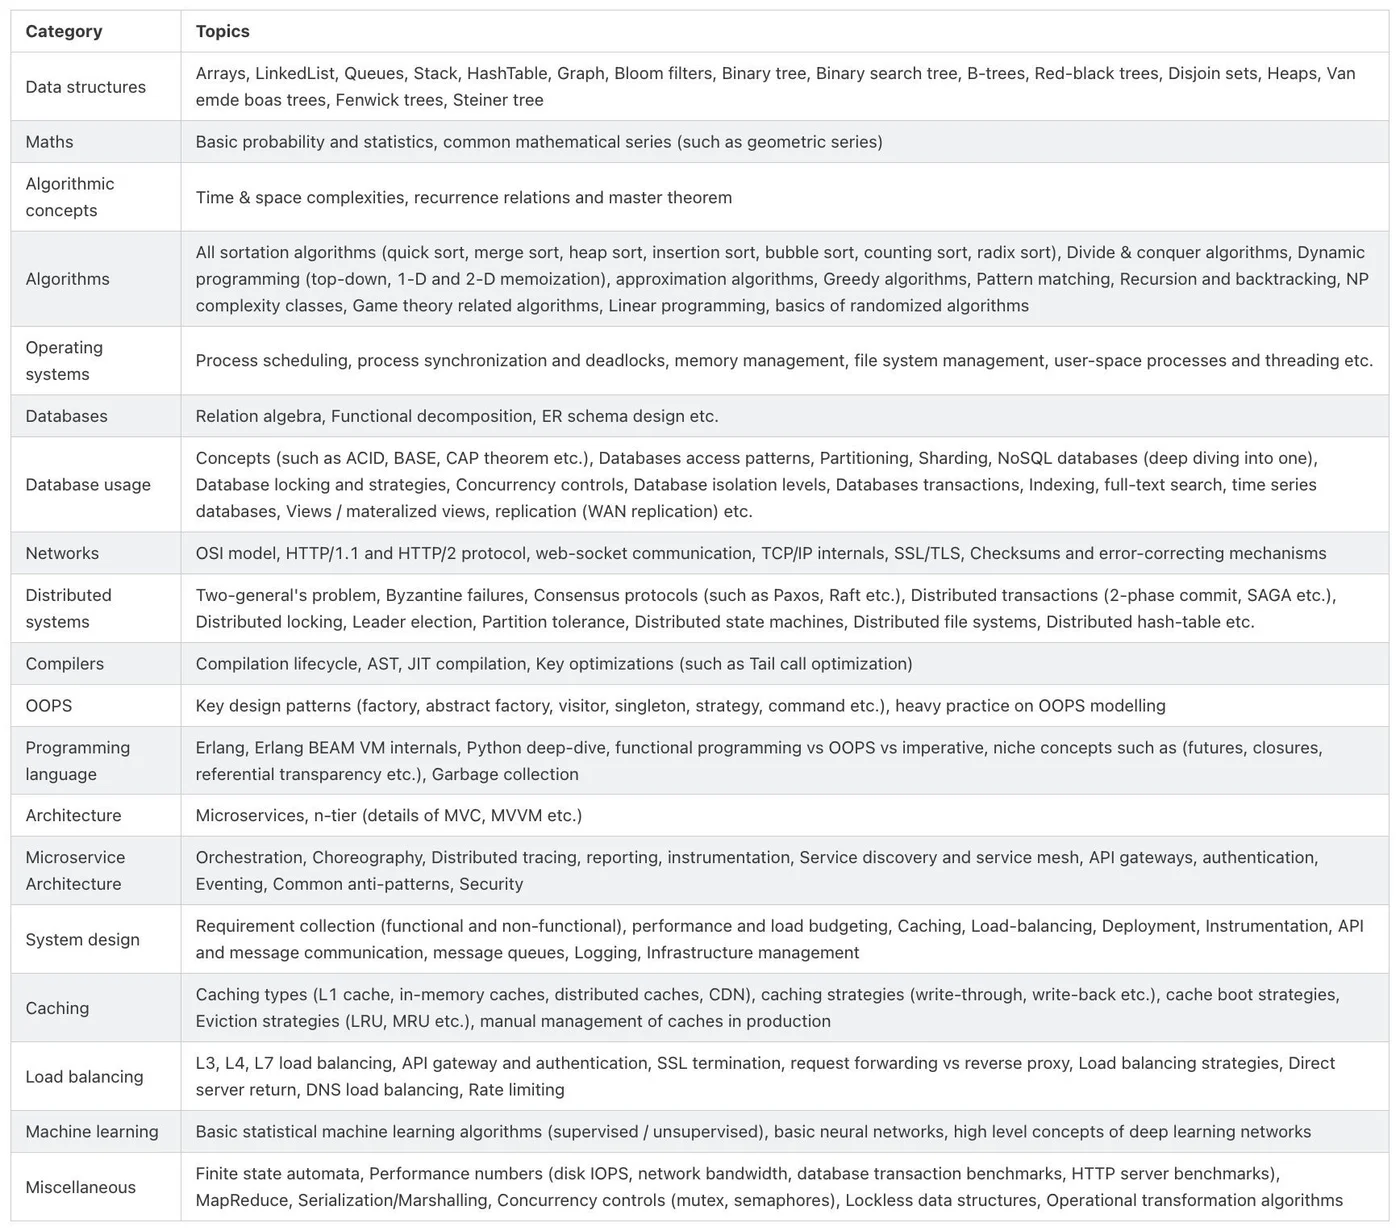 Category
Topics
Data structures
Arrays, LinkedList, Queues, Stack, HashTable, Graph, Bloom filters, Binary tree, Binary search tree, B-trees, Red-black trees, Disjoin sets, Heaps, Van
emde boas trees, Fenwick trees, Steiner tree
Maths
Basic probability and statistics, common mathematical series (such as geometric series)
Algorithmic
concepts
Time & space complexities, recurrence relations and master theorem
Algorithms
All sortation algorithms (quick sort, merge sort, heap sort, insertion sort, bubble sort, counting sort, radix sort), Divide & conquer algorithms, Dynamic
programming (top-down, 1-D and 2-D memoization), approximation algorithms, Greedy algorithms, Pattern matching, Recursion and backtracking, NP
complexity classes, Game theory related algorithms, Linear programming, basics of randomized algorithms
Operating
systems
Process scheduling, process synchronization and deadlocks, memory management, file system management, user-space processes and threading etc.
Databases
Relation algebra, Functional decomposition, ER schema design etc.
Database usage
Concepts (such as ACID, BASE, CAP theorem etc.), Databases access patterns, Partitioning, Sharding, NoSQL databases (deep diving into one),
Database locking and strategies, Concurrency controls, Database isolation levels, Databases transactions, Indexing, full-text search, time series
databases, Views / materalized views, replication (WAN replication) etc.
Networks
OSI model, HTTP/1.1 and HTTP/2 protocol, web-socket communication, TCP/IP internals, SSL/TLS, Checksums and error-correcting mechanisms
Distributed
systems
Two-general's problem, Byzantine failures, Consensus protocols (such as Paxos, Raft etc.), Distributed transactions (2-phase commit, SAGA etc.),
Distributed locking, Leader election, Partition tolerance, Distributed state machines, Distributed file systems, Distributed hash-table etc.
Compilers
Compilation lifecycle, AST, JIT compilation, Key optimizations (such as Tail call optimization)
OOPS
Key design patterns (factory, abstract factory, visitor, singleton, strategy, command etc.), heavy practice on OOPS modelling
Programming
language
Erlang, Erlang BEAM VM internals, Python deep-dive, functional programming vs OOPS vs imperative, niche concepts such as (futures, closures,
referential transparency etc.), Garbage collection
Architecture
Microservices, n-tier (details of MVC, MVVM etc.)
Microservice
Architecture
Orchestration, Choreography, Distributed tracing, reporting, instrumentation, Service discovery and service mesh, API gateways, authentication,
Eventing, Common anti-patterns, Security
System design
Requirement collection (functional and non-functional), performance and load budgeting, Caching, Load-balancing, Deployment, Instrumentation, API
and message communication, message queues, Logging, Infrastructure management
Caching
Caching types (L1 cache, in-memory caches, distributed caches, CDN), caching strategies (write-through, write-back etc.), cache boot strategies,
Eviction strategies (LRU, MRU etc.), manual management of caches in production
Load balancing
L3, L4, L7 load balancing, API gateway and authentication, SSL termination, request forwarding vs reverse proxy, Load balancing strategies, Direct
server return, DNS load balancing, Rate limiting
Machine learning
Basic statistical machine learning algorithms (supervised / unsupervised), basic neural networks, high level concepts of deep learning networks
Miscellaneous
Finite state automata, Performance numbers (disk IOPS, network bandwidth, database transaction benchmarks, HTTP server benchmarks),
MapReduce, Serialization/Marshalling, Concurrency controls (mutex, semaphores), Lockless data structures, Operational transformation algorithms